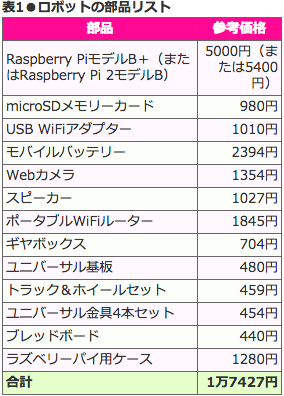 表1●ロボットの部品リスト
部品 参考価格
Raspberry PiモデルB＋（また
はRaspberry Pi 2モデルB）
5000円（ま
たは5400
円）
microSDメモリーカード 980円
USB WiFiアダプター 1010円
モバイルバッテリー 2394円
Webカメラ 1354円
スピーカー 1027円
ポータブルWiFiルーター 1845円
ギヤボックス 704円
ユニバーサル基板 480円
トラック＆ホイールセット 459円
ユニバーサル金具4本セット 454円
ブレッドボード 440円
ラズベリーパイ用ケース 1280円
合計 1万7427円